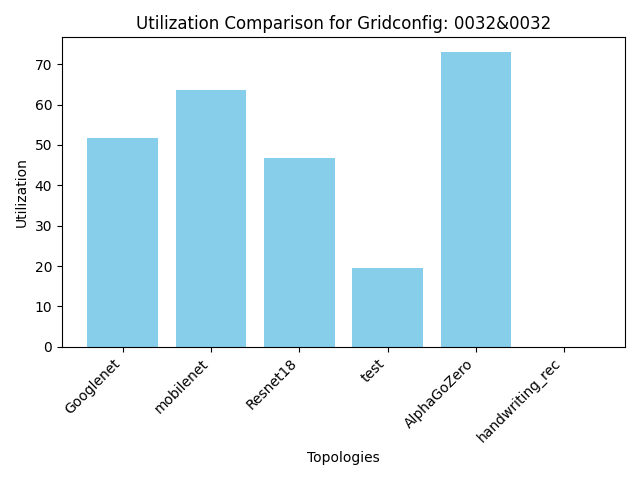 Utilization Comparison for Gridconfig: 0032&0032
70
60
50
40
30
20
10
0
Utilization
Googlenet
mobilenet
Resnet18
test
AlphaGoZero
handwriting_rec
Topologies